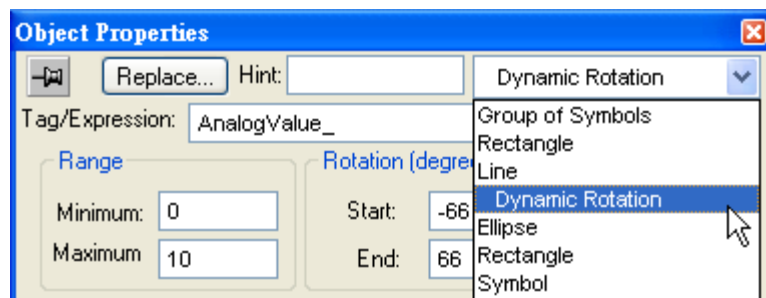 Object Properties
Replace... Hint: Dynamic Rotation
Tag/Expression: AnalogValue_
Group of Symbols
Rectangle
Range Rotation (degre
Line
Dynamic Rotation
Minimum: 0 Start: -66
Ellipse
Maximum 10 End: 66
Rectangle
Symbol